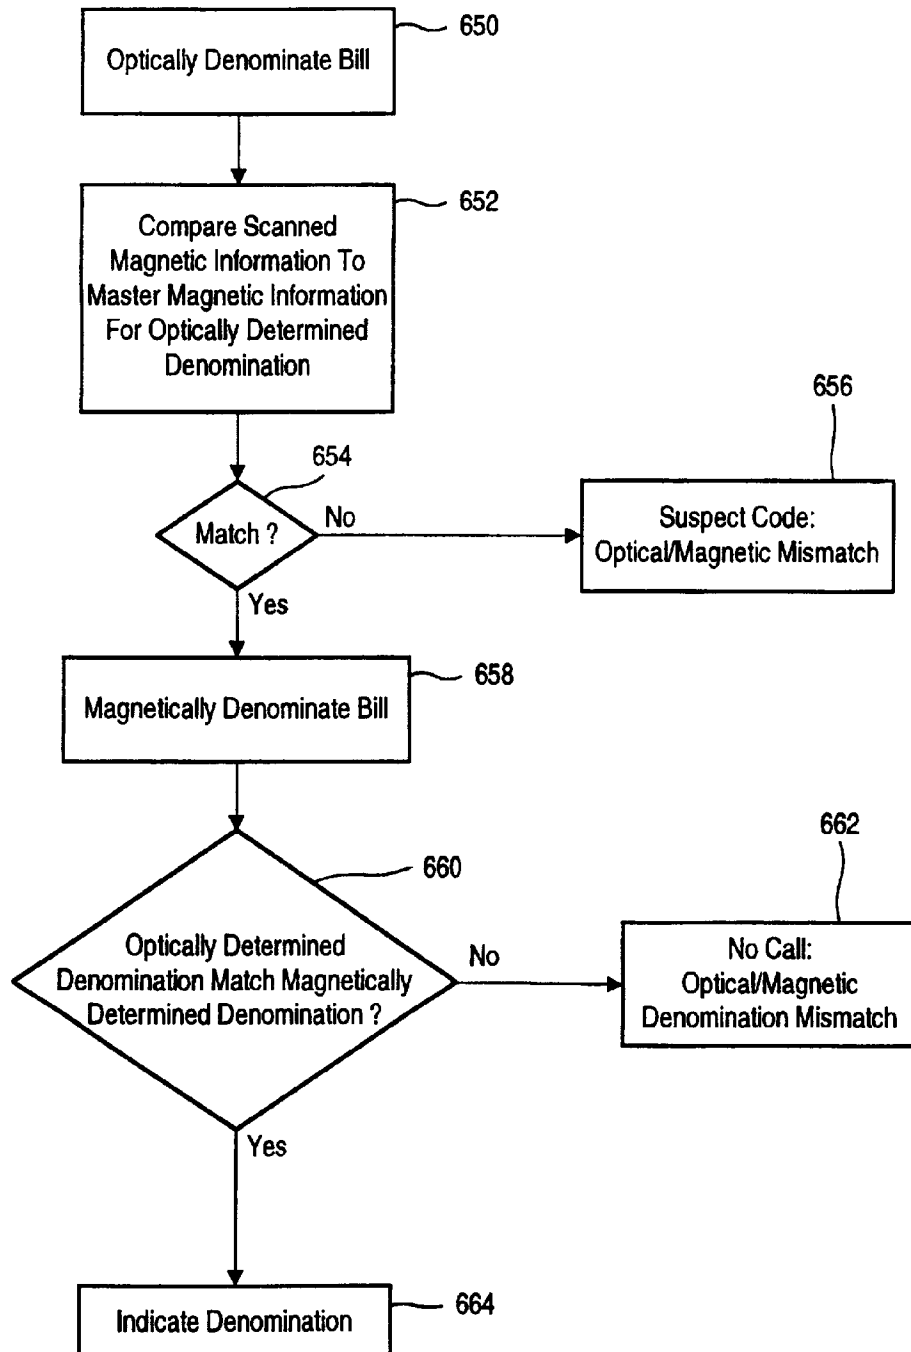 650
Optically Denominate Bill
652
Compare Scanned
Magnetic Information To
Master Magnetic Information
For Optically Determined
Denomination
654
Match ?
No
656
Suspect Code:
Optical/Magnetic Mismatch
Yes
658
Magnetically Denominate Bill
660
Optically Determined
Denomination Match Magnetically
Determined Denomination ?
No
662
No Call:
Optical/Magnetic
Denomination Mismatch
Yes
664
Indicate Denomination